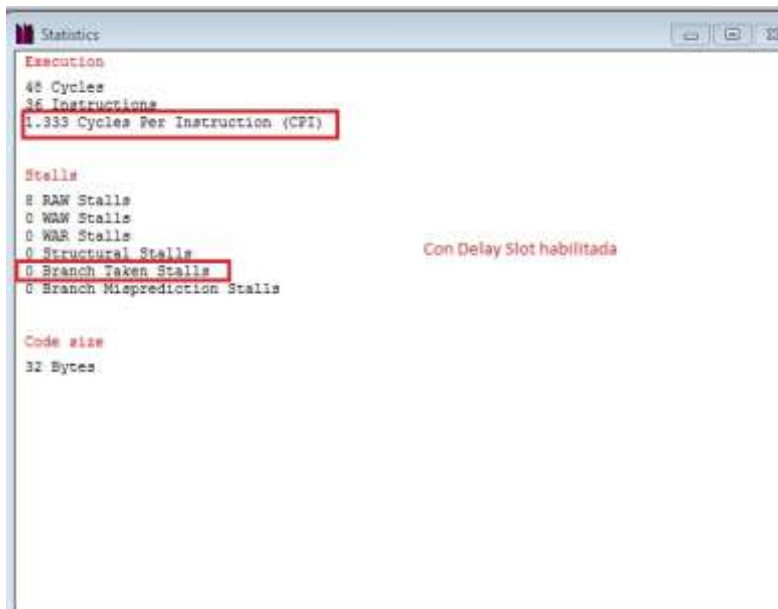 Statistics
Execution
48 Cycles
36 Instructions
1.333 Cycles Per Instruction (CPI)
Stalls
8 RAW Stalls
0 WAW Stalls
0 WAR Stalls
0 Structural Stalls
Con Delay Slot habilitada
0 Branch Taken Stalls
0 Branch Misprediction Stalls
Code size
32 Bytes